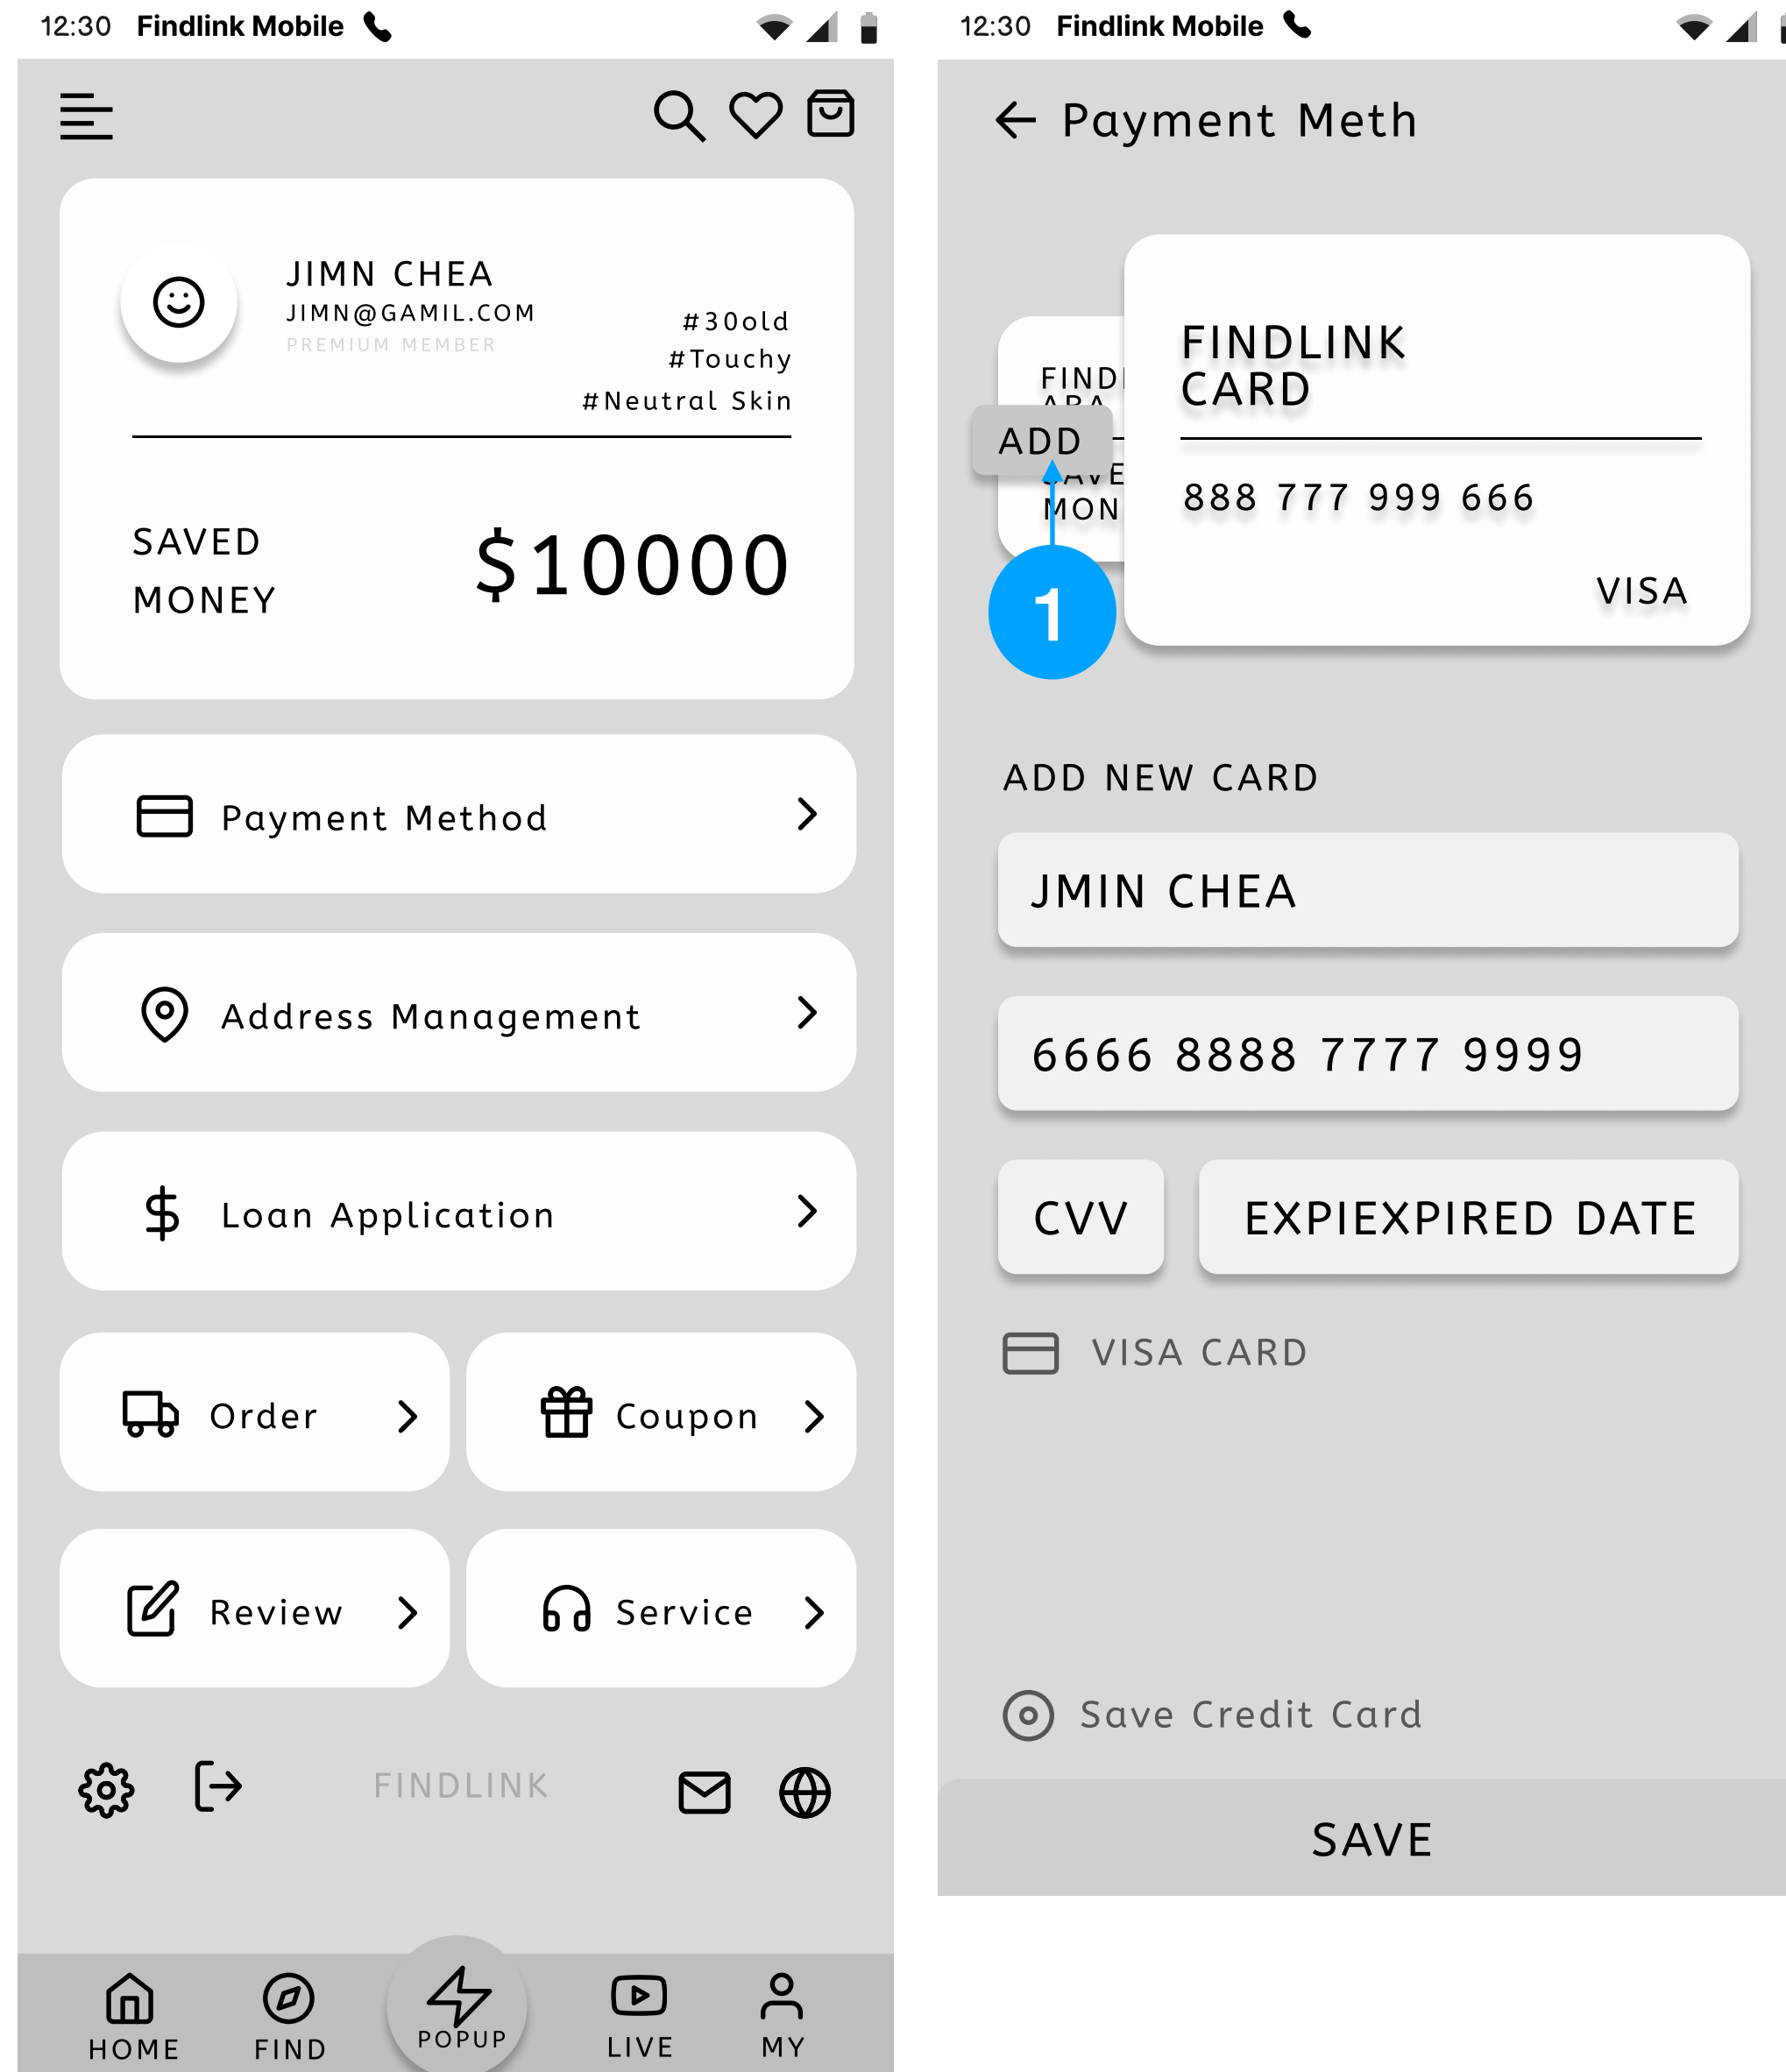 12:30 Findlink Mobile
JIMN CHEA
JIMN@GAMIL.COM
PREMIUM MEMBER
#30old
#Touchy
#Neutral Skin
SAVED
MONEY
$10000
Payment Method
Address Management
Loan Application
Order
Coupon
Review
Service
FINDLINK
HOME
FIND
POPUP
LIVE
MY
12:30 Findlink Mobile
Payment Meth
FINDLINK
CARD
888 777 999 666
VISA
ADD
MON
1
ADD NEW CARD
JMIN CHEA
6666 8888 7777 9999
CVV
EXPIEXPIRED DATE
VISA CARD
Save Credit Card
SAVE